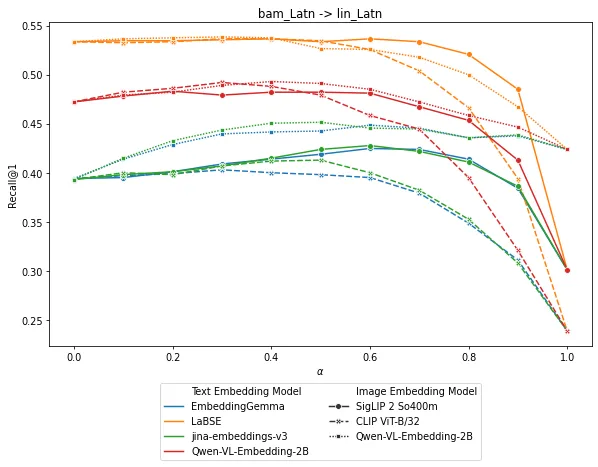 bam_Latn -> lin_Latn
0.55
0.50
0.45
0.40
0.35
0.30
0.25
Recall@1
0.0 0.2 0.4 0.6 0.8 1.0
α
Text Embedding Model Image Embedding Model
EmbeddingGemma SigLIP 2 So400m
LaBSE CLIP ViT-B/32
jina-embeddings-v3 Qwen-VL-Embedding-2B
Qwen-VL-Embedding-2B